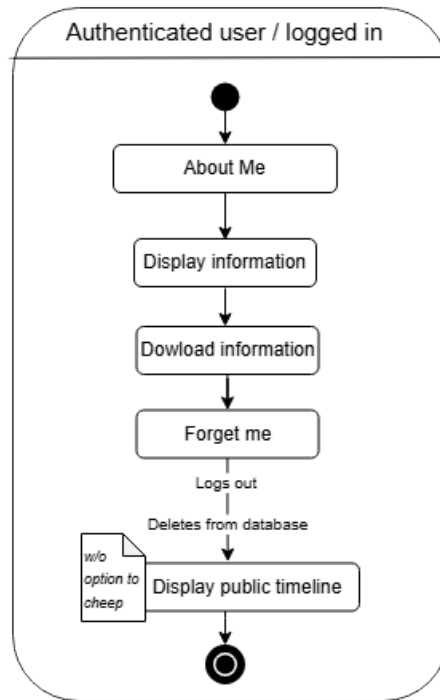 Authenticated user / logged in
About Me
Display information
Dowload information
Forget me
Logs out
Deletes from database
w/o
option to
cheep
Display public timeline